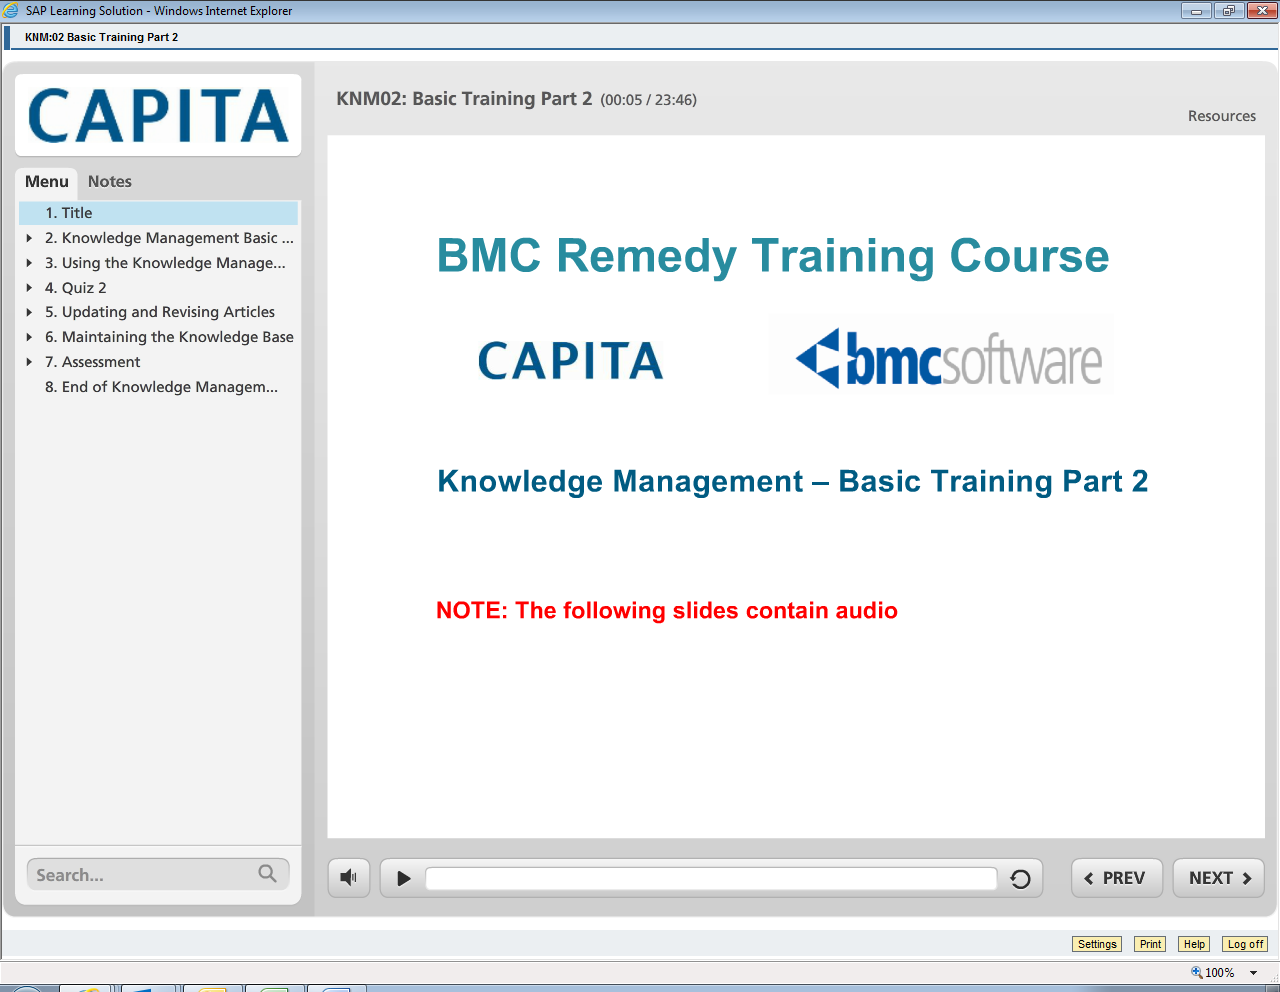 SAP Learning Solution - Windows Internet Explorer
KNM:02 Basic Training Part 2
CAPITA
KNM02: Basic Training Part 2 (00:05 / 23:46)
Resources
Menu Notes
1. Title
2. Knowledge Management Basic ...
3. Using the Knowledge Manage...
4. Quiz 2
5. Updating and Revising Articles
6. Maintaining the Knowledge Base
7. Assessment
8. End of Knowledge Managem...
BMC Remedy Training Course
CAPITA bmcsoftware
Knowledge Management – Basic Training Part 2
NOTE: The following slides contain audio
Search...
PREV NEXT
Settings Print Help Log off
100%